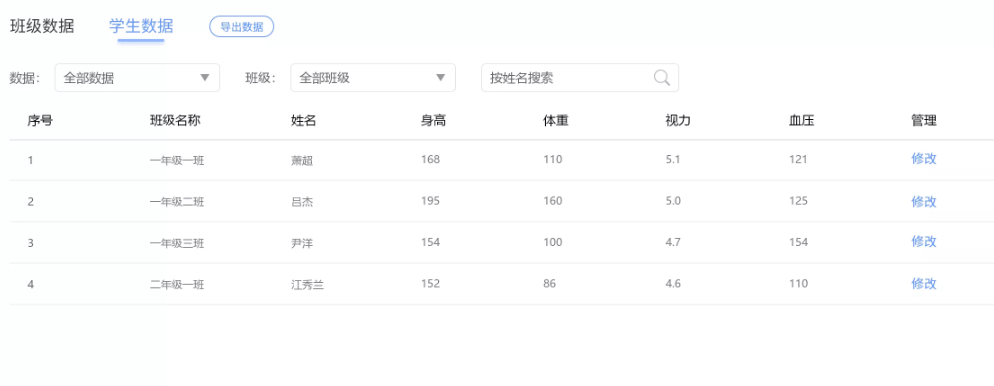 班级数据 学生数据 导出数据
数据： 全部数据 班级： 全部班级 按姓名搜索
序号 班级名称 姓名 身高 体重 视力 血压 管理
1 一年级一班 萧超 168 110 5.1 121 修改
2 一年级二班 吕杰 195 160 5.0 125 修改
3 一年级三班 尹洋 154 100 4.7 154 修改
4 二年级一班 江秀兰 152 86 4.6 110 修改